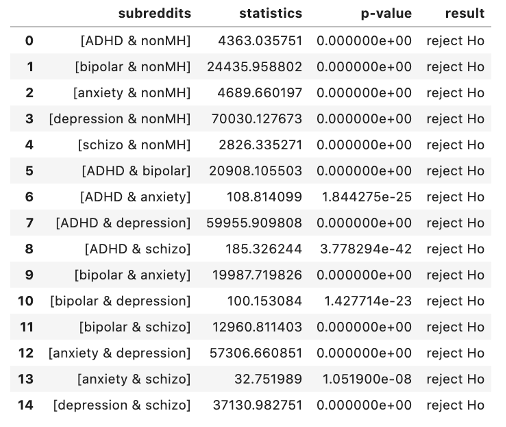 subreddits statistics p-value result
0 [ADHD & nonMH] 4363.035751 0.000000e+00 reject Ho
1 [bipolar & nonMH] 24435.958802 0.000000e+00 reject Ho
2 [anxiety & nonMH] 4689.660197 0.000000e+00 reject Ho
3 [depression & nonMH] 70030.127673 0.000000e+00 reject Ho
4 [schizo & nonMH] 2826.335271 0.000000e+00 reject Ho
5 [ADHD & bipolar] 20908.105503 0.000000e+00 reject Ho
6 [ADHD & anxiety] 108.814099 1.844275e-25 reject Ho
7 [ADHD & depression] 59955.909808 0.000000e+00 reject Ho
8 [ADHD & schizo] 185.326244 3.778294e-42 reject Ho
9 [bipolar & anxiety] 19987.719826 0.000000e+00 reject Ho
10 [bipolar & depression] 100.153084 1.427714e-23 reject Ho
11 [bipolar & schizo] 12960.811403 0.000000e+00 reject Ho
12 [anxiety & depression] 57306.660851 0.000000e+00 reject Ho
13 [anxiety & schizo] 32.751989 1.051900e-08 reject Ho
14 [depression & schizo] 37130.982751 0.000000e+00 reject Ho